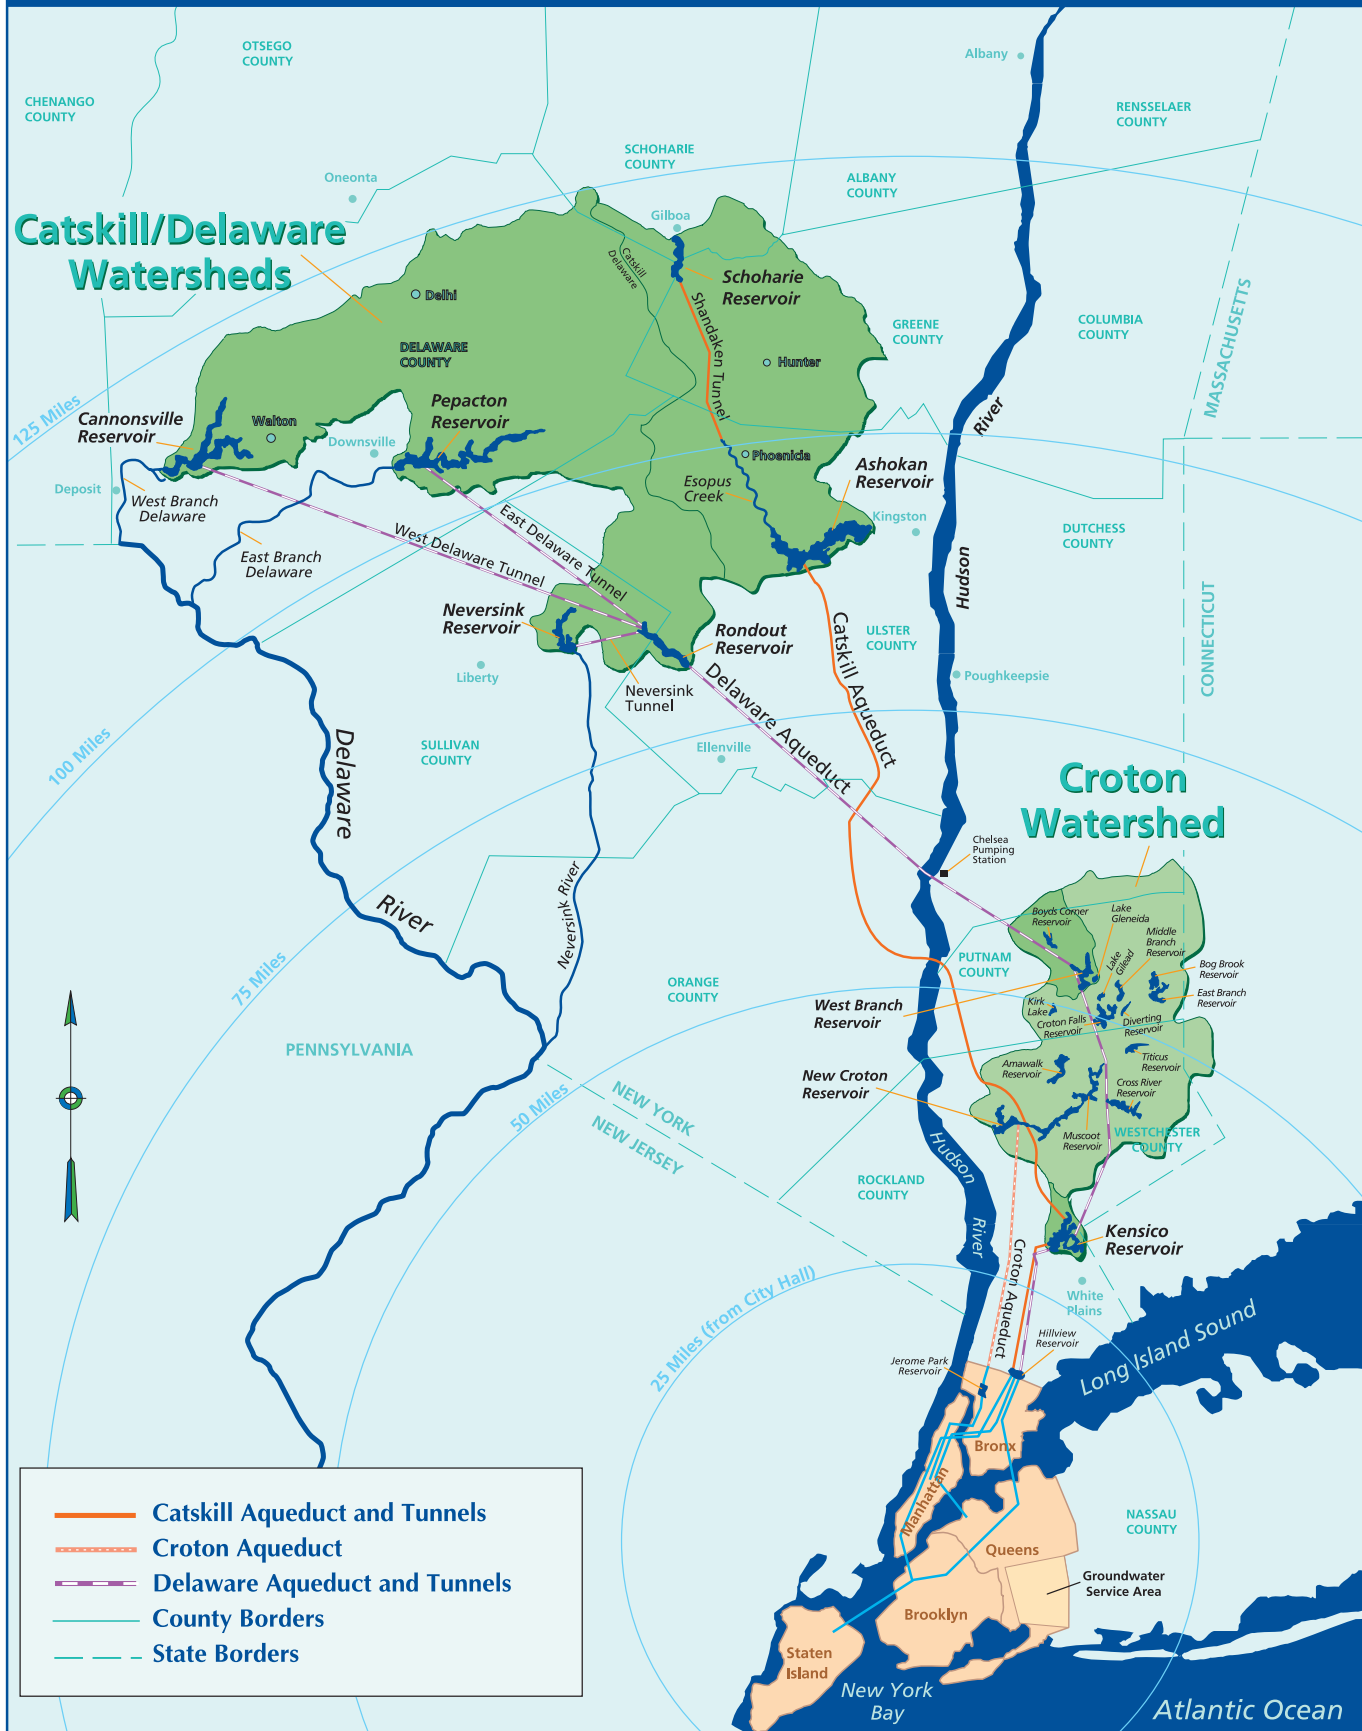 OTSEGO
COUNTY
Albany
CHENANGO
COUNTY
RENSSELAER
COUNTY
SCHOHARIE
COUNTY
ALBANY
COUNTY
Oneonta
Catskill/Delaware
Watersheds
Gilboa
Catskill
Delaware
Schoharie
Reservoir
Delhi
Shandaken Tunnel
GREENE
COUNTY
COLUMBIA
COUNTY
MASSACHUSETTS
DELAWARE
COUNTY
Hunter
125 Miles
Cannonsville
Reservoir
Walton
Pepacton
Reservoir
Downsville
River
Phoenicia
Ashokan
Reservoir
Deposit
West Branch
Delaware
Esopus
Creek
Kingston
DUTCHESS
COUNTY
East Branch
Delaware
West Delaware Tunnel
East Delaware Tunnel
Hudson
CONNECTICUT
Neversink
Reservoir
Rondout
Reservoir
Catskill Aqueduct
ULSTER
COUNTY
Liberty
Neversink
Tunnel
Delaware Aqueduct
Poughkeepsie
100 Miles
SULLIVAN
COUNTY
Ellenville
Delaware
River
Croton
Watershed
Chelsea
Pumping
Station
Neversink River
75 Miles
ORANGE
COUNTY
PUTNAM
COUNTY
Boyds Corner
Reservoir
Lake
Gleneida
Middle
Branch
Reservoir
Lake
Gilead
Bog Brook
Reservoir
East Branch
Reservoir
West Branch
Reservoir
Kirk
Lake
Croton Falls
Reservoir
Diverting
Reservoir
Titicus
Reservoir
PENNSYLVANIA
Amawalk
Reservoir
Cross River
Reservoir
New Croton
Reservoir
Muscoot
Reservoir
WESTCHESTER
COUNTY
50 Miles
NEW YORK
NEW JERSEY
Hudson
River
ROCKLAND
COUNTY
Kensico
Reservoir
Croton Aqueduct
White
Plains
25 Miles (from City Hall)
Hillview
Reservoir
Jerome Park
Reservoir
Long Island Sound
Bronx
Manhattan
NASSAU
COUNTY
Queens
Groundwater
Service Area
Brooklyn
Staten
Island
New York
Bay
Atlantic Ocean
Catskill Aqueduct and Tunnels
Croton Aqueduct
Delaware Aqueduct and Tunnels
County Borders
State Borders